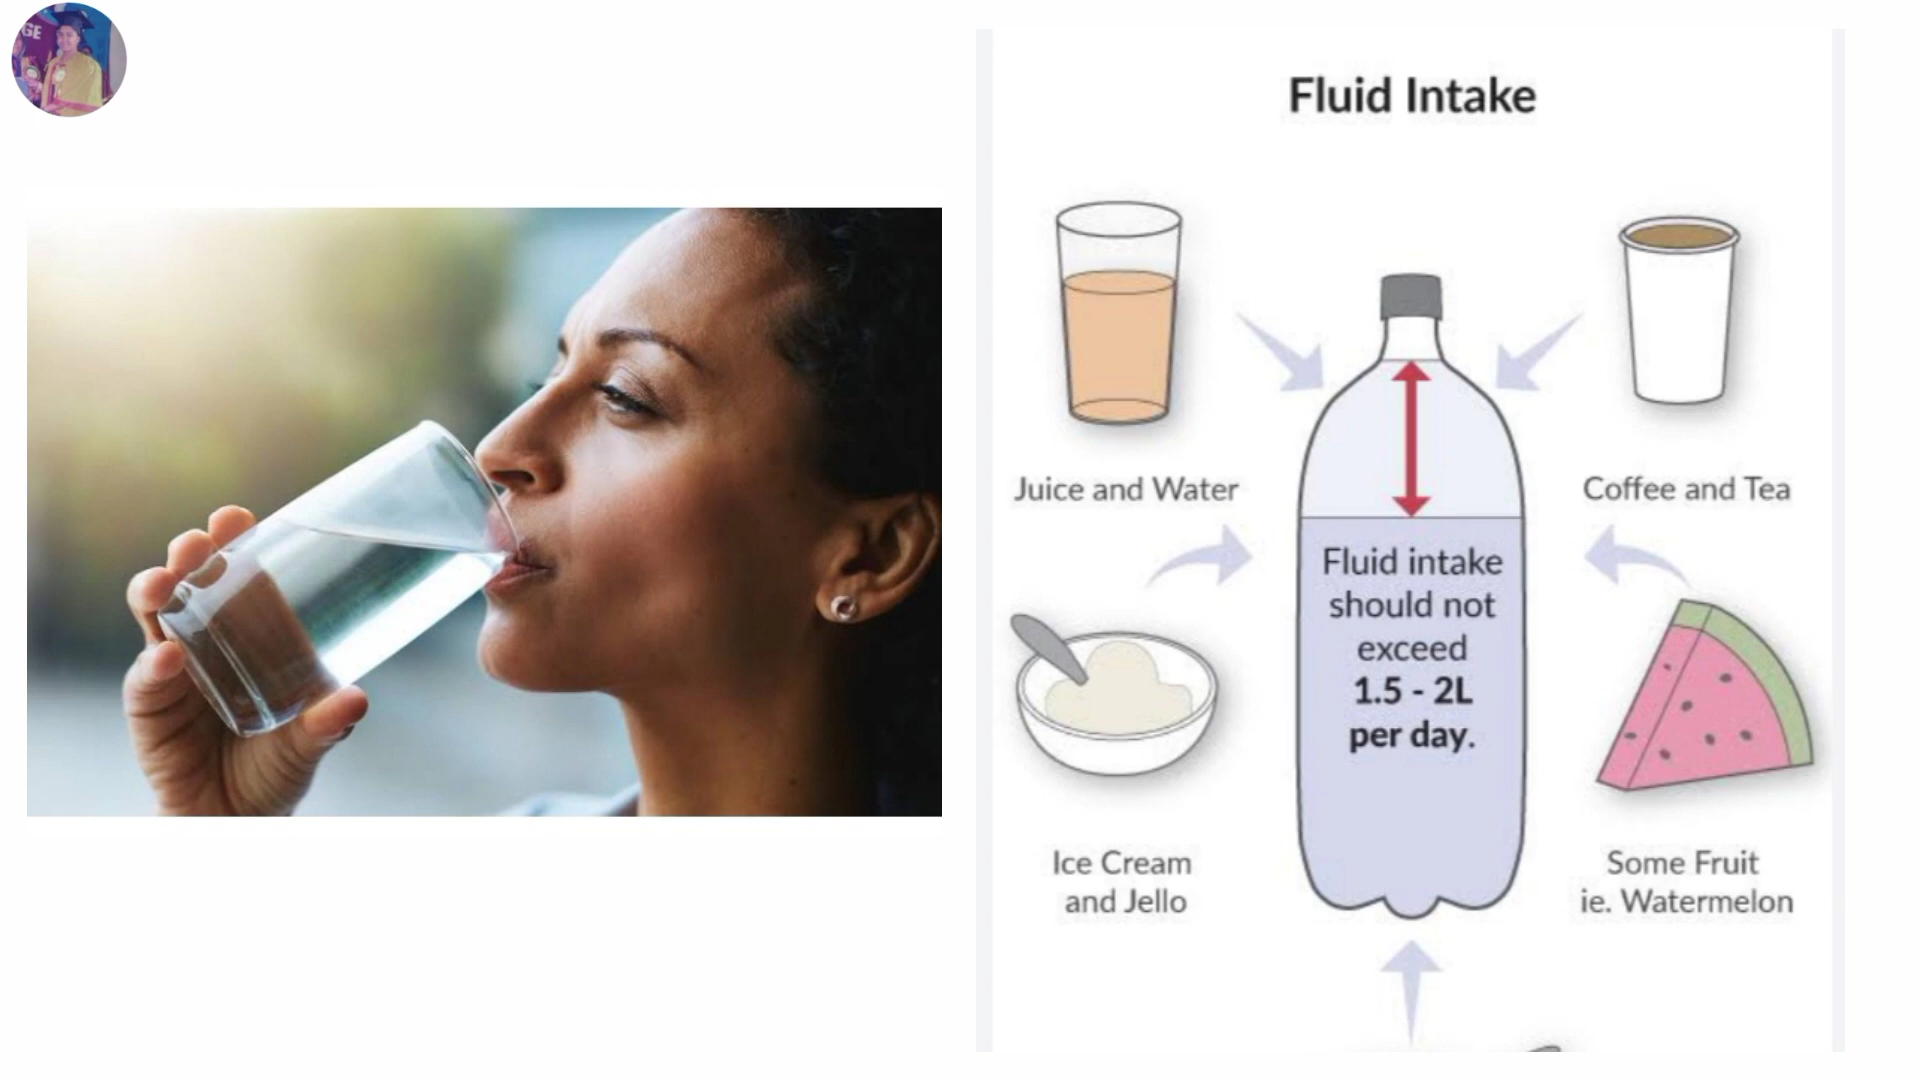 GE
Fluid Intake
Juice and Water
Coffee and Tea
Fluid intake
should not
exceed
1.5 - 2L
per day.
Ice Cream
and Jello
Some Fruit
ie. Watermelon